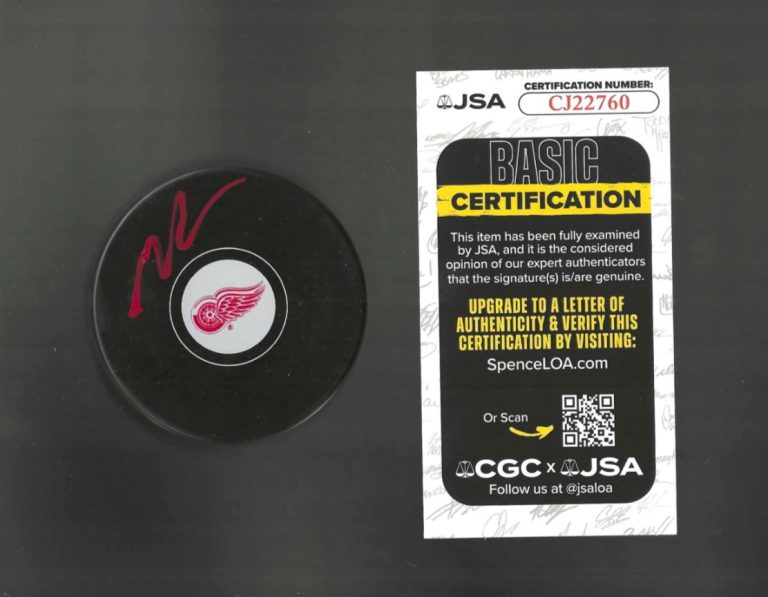 JSA
CERTIFICATION NUMBER:
CJ22760
BASIC
CERTIFICATION
This item has been fully examined
by JSA, and it is the considered
opinion of our expert authenticators
that the signature(s) is/are genuine.
UPGRADE TO A LETTER OF
AUTHENTICITY & VERIFY THIS
CERTIFICATION BY VISITING:
SpenceLOA.com
Or Scan
CGC x JSA
Follow us at @jsaloa
®